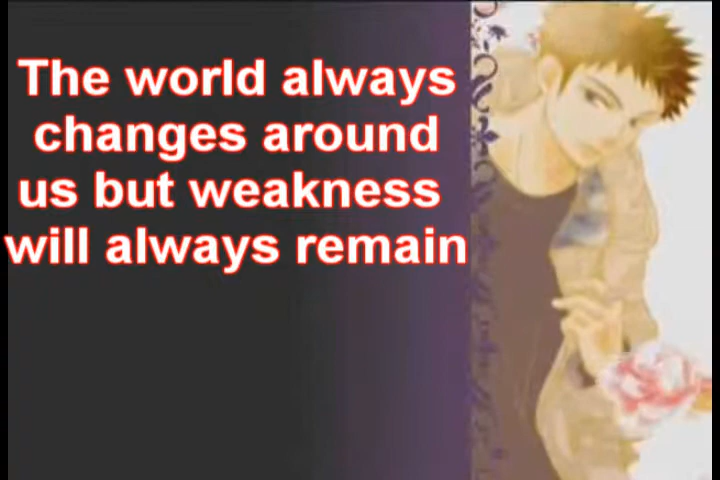 The world always
changes around
us but weakness
will always remain